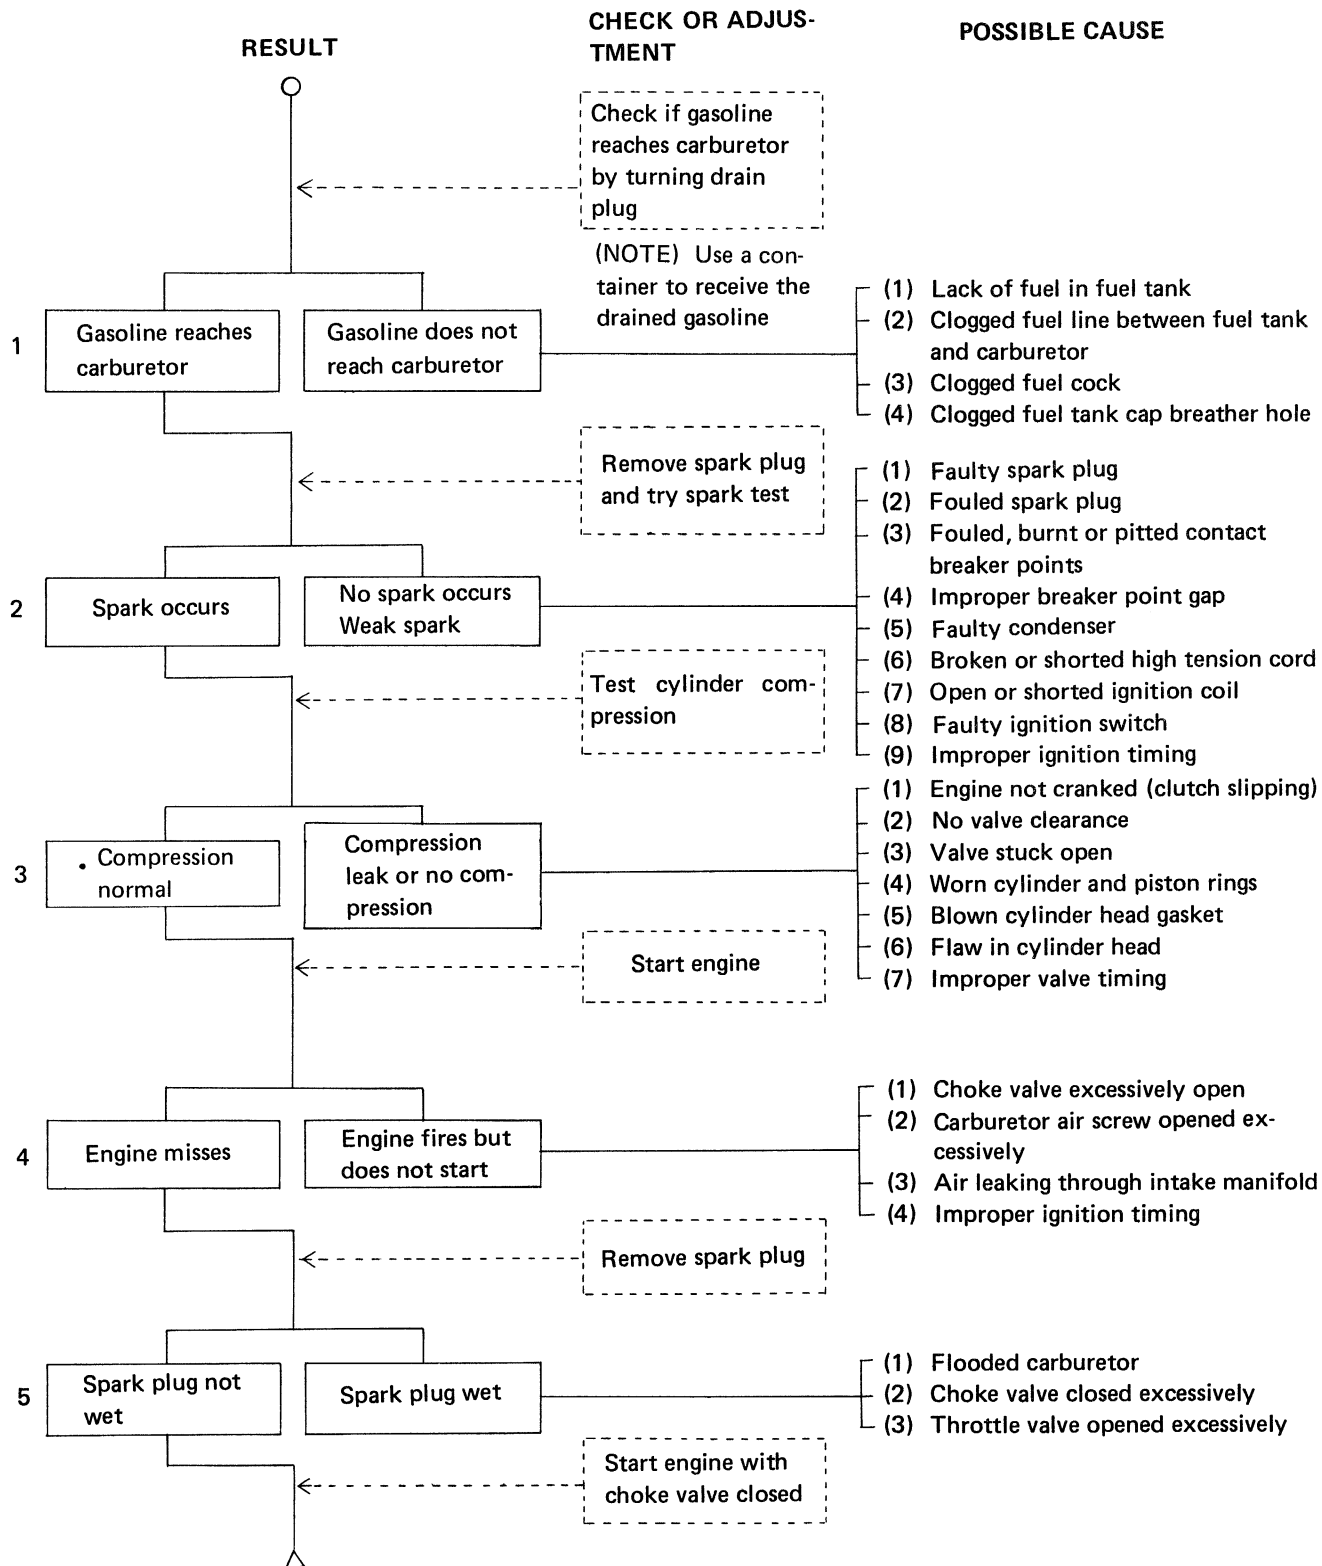 RESULT
CHECK OR ADJUS-
TMENT
POSSIBLE CAUSE
Check if gasoline
reaches carburetor
by turning drain
plug
(NOTE) Use a con-
tainer to receive the
drained gasoline
1
Gasoline reaches
carburetor
Gasoline does not
reach carburetor
(1) Lack of fuel in fuel tank
(2) Clogged fuel line between fuel tank
and carburetor
(3) Clogged fuel cock
(4) Clogged fuel tank cap breather hole
Remove spark plug
and try spark test
2
Spark occurs
No spark occurs
Weak spark
(1) Faulty spark plug
(2) Fouled spark plug
(3) Fouled, burnt or pitted contact
breaker points
(4) Improper breaker point gap
(5) Faulty condenser
(6) Broken or shorted high tension cord
(7) Open or shorted ignition coil
(8) Faulty ignition switch
(9) Improper ignition timing
Test cylinder com-
pression
3
Compression
normal
Compression
leak or no com-
pression
(1) Engine not cranked (clutch slipping)
(2) No valve clearance
(3) Valve stuck open
(4) Worn cylinder and piston rings
(5) Blown cylinder head gasket
(6) Flaw in cylinder head
(7) Improper valve timing
Start engine
4
Engine misses
Engine fires but
does not start
(1) Choke valve excessively open
(2) Carburetor air screw opened ex-
cessively
(3) Air leaking through intake manifold
(4) Improper ignition timing
Remove spark plug
5
Spark plug not
wet
Spark plug wet
(1) Flooded carburetor
(2) Choke valve closed excessively
(3) Throttle valve opened excessively
Start engine with
choke valve closed